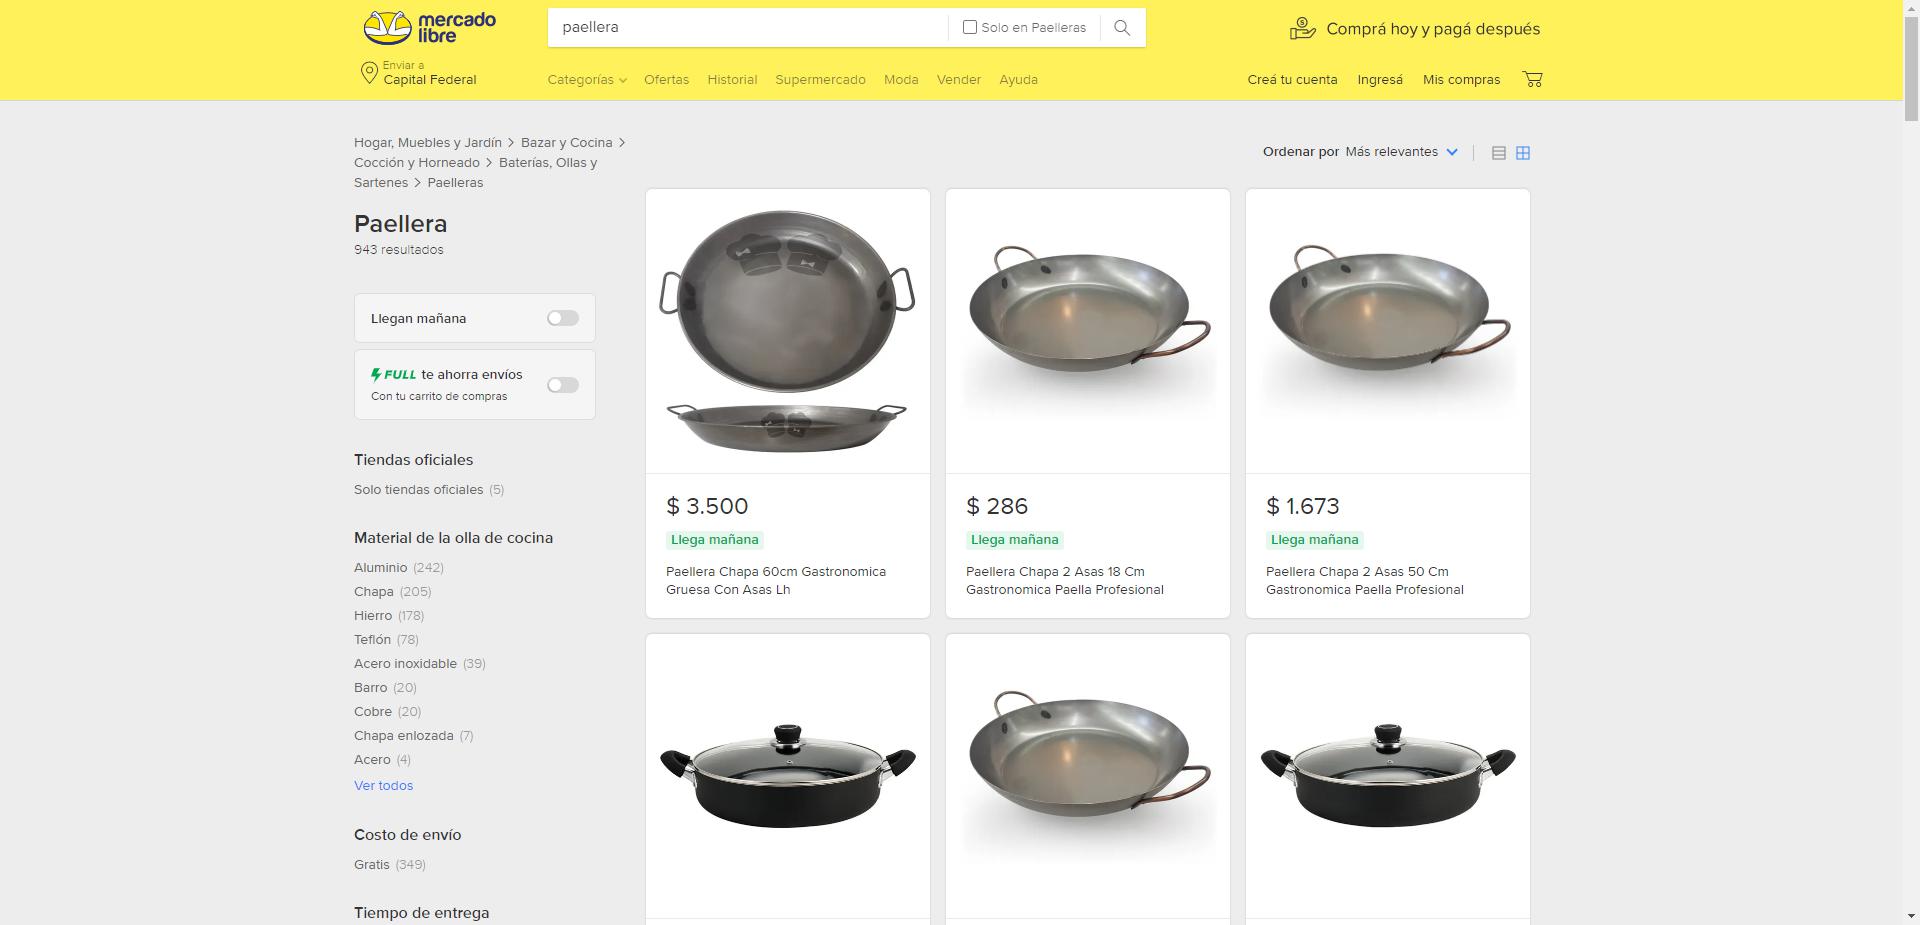 mercado
libre
paellera
Solo en Paelleras
Comprá hoy y pagá después
Enviar a
Capital Federal
Categorías
Ofertas
Historial
Supermercado
Moda
Vender
Ayuda
Creá tu cuenta
Ingresá
Mis compras
Hogar, Muebles y Jardín > Bazar y Cocina >
Cocción y Horneado > Baterías, Ollas y
Sartenes > Paelleras
Ordenar por Más relevantes
Paellera
943 resultados
Llegan mañana
FULL te ahorra envíos
Con tu carrito de compras
Tiendas oficiales
Solo tiendas oficiales (5)
Material de la olla de cocina
Aluminio (242)
Chapa (205)
Hierro (178)
Teflón (78)
Acero inoxidable (39)
Barro (20)
Cobre (20)
Chapa enlozada (7)
Acero (4)
Ver todos
Costo de envío
Gratis (349)
Tiempo de entrega
$ 3.500
Llega mañana
Paellera Chapa 60cm Gastronomica
Gruesa Con Asas Lh
$ 286
Llega mañana
Paellera Chapa 2 Asas 18 Cm
Gastronomica Paella Profesional
$ 1.673
Llega mañana
Paellera Chapa 2 Asas 50 Cm
Gastronomica Paella Profesional